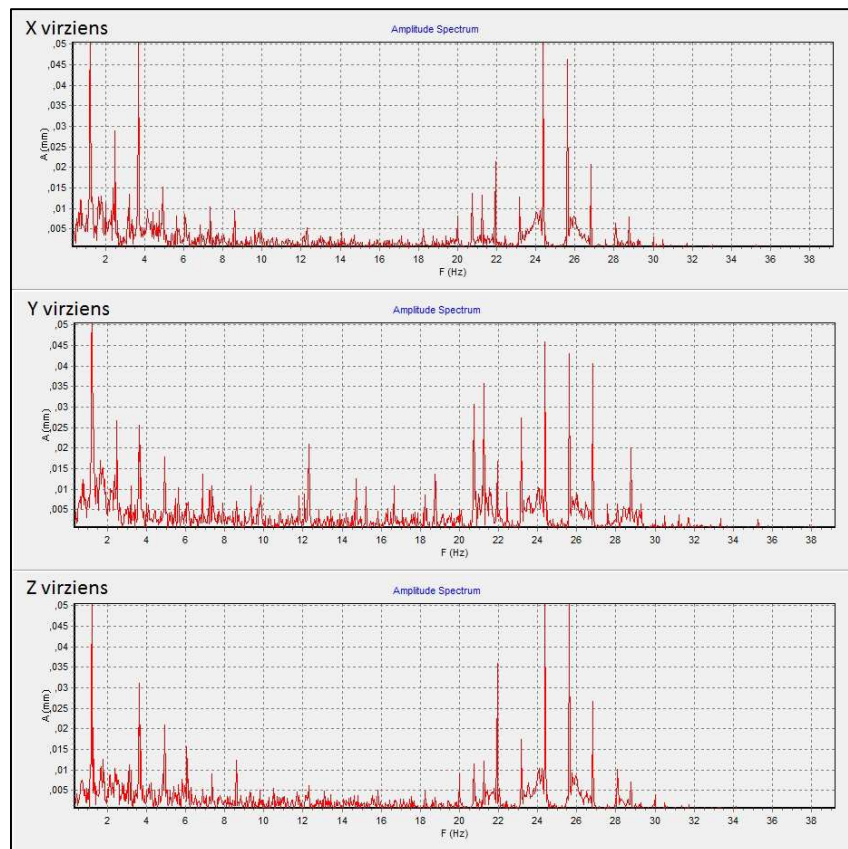 X virziens
Amplitude Spectrum
,05
,045
,04
,035
,03
,025
,02
,015
,01
,005
A (mm)
2 4 6 8 10 12 14 16 18 20 22 24 26 28 30 32 34 36 38
F (Hz)
Y virziens
Amplitude Spectrum
,05
,045
,04
,035
,03
,025
,02
,015
,01
,005
A (mm)
2 4 6 8 10 12 14 16 18 20 22 24 26 28 30 32 34 36 38
F (Hz)
Z virziens
Amplitude Spectrum
,05
,045
,04
,035
,03
,025
,02
,015
,01
,005
A (mm)
2 4 6 8 10 12 14 16 18 20 22 24 26 28 30 32 34 36 38
F (Hz)